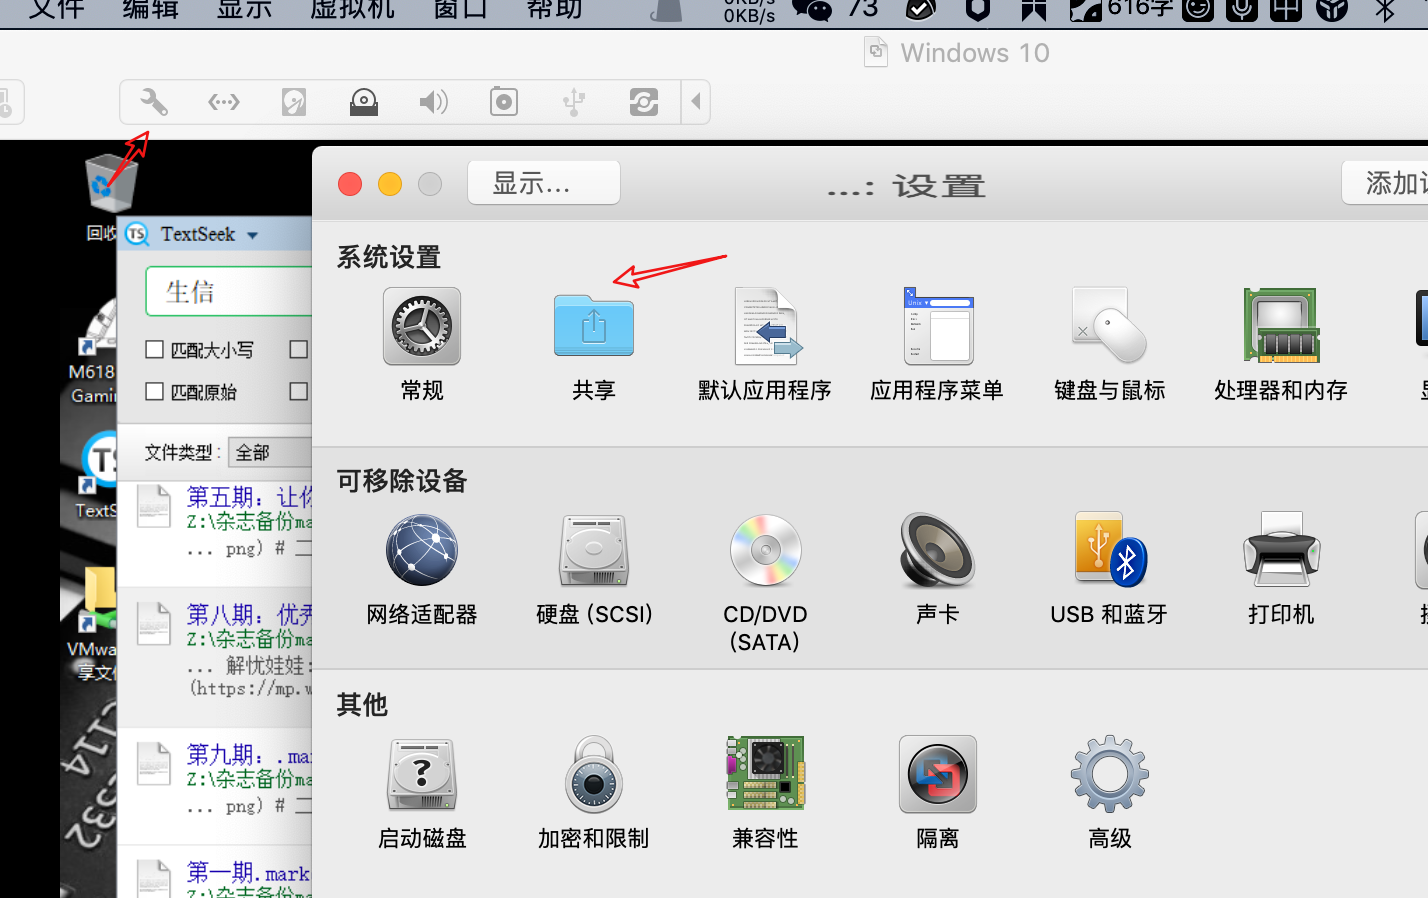 文件 编辑 显示 虚拟机 窗口 帮助 0KB/s 73 616字
0KB/s
Windows 10
显示... ...: 设置 添加
回收
TextSeek
生信
匹配大小写
匹配原始
文件类型: 全部
M618
Gami
TextS
VMwa
享文
第五期：让你
Z:\杂志备份ma
... png) # 二
第八期：优秀
Z:\杂志备份ma
... 解忧娃娃:
(https://mp.w
第九期：.mar
Z:\杂志备份ma
... png) # 二
第一期.mark
Z:\杂志备份ma
系统设置
常规 共享 默认应用程序 应用程序菜单 键盘与鼠标 处理器和内存
可移除设备
网络适配器 硬盘 (SCSI) CD/DVD 声卡 USB 和蓝牙 打印机
(SATA)
其他
启动磁盘 加密和限制 兼容性 隔离 高级